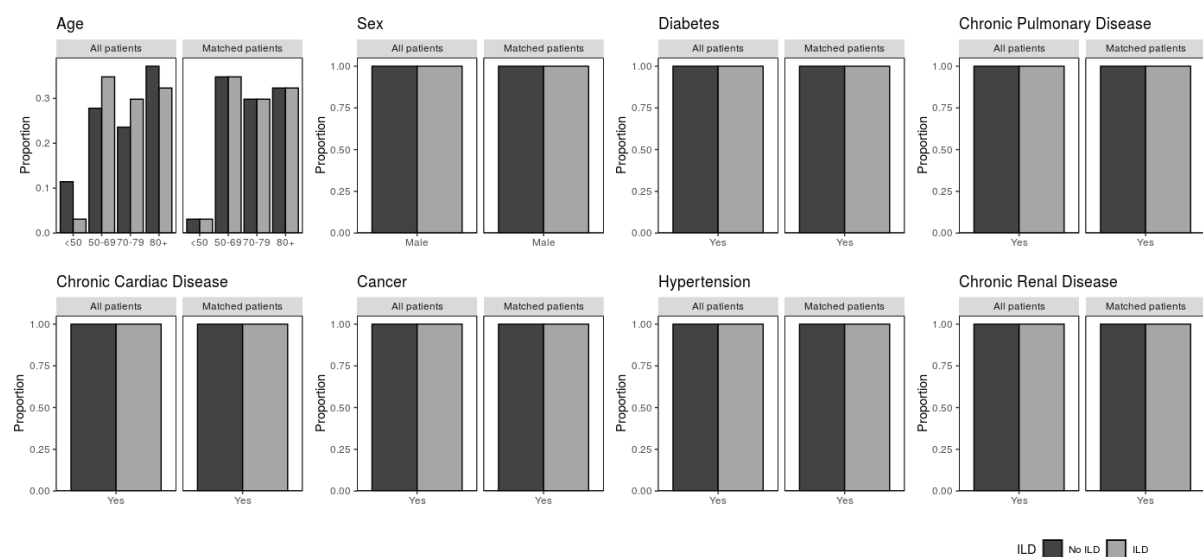 Age
All patients Matched patients
Proportion
0.3
0.2
0.1
0.0
<50 50-69 70-79 80+ <50 50-69 70-79 80+
Sex
All patients Matched patients
Proportion
1.00
0.75
0.50
0.25
0.00
Male Male
Diabetes
All patients Matched patients
Proportion
1.00
0.75
0.50
0.25
0.00
Yes Yes
Chronic Pulmonary Disease
All patients Matched patients
Proportion
1.00
0.75
0.50
0.25
0.00
Yes Yes
Chronic Cardiac Disease
All patients Matched patients
Proportion
1.00
0.75
0.50
0.25
0.00
Yes Yes
Cancer
All patients Matched patients
Proportion
1.00
0.75
0.50
0.25
0.00
Yes Yes
Hypertension
All patients Matched patients
Proportion
1.00
0.75
0.50
0.25
0.00
Yes Yes
Chronic Renal Disease
All patients Matched patients
Proportion
1.00
0.75
0.50
0.25
0.00
Yes Yes
ILD No ILD ILD